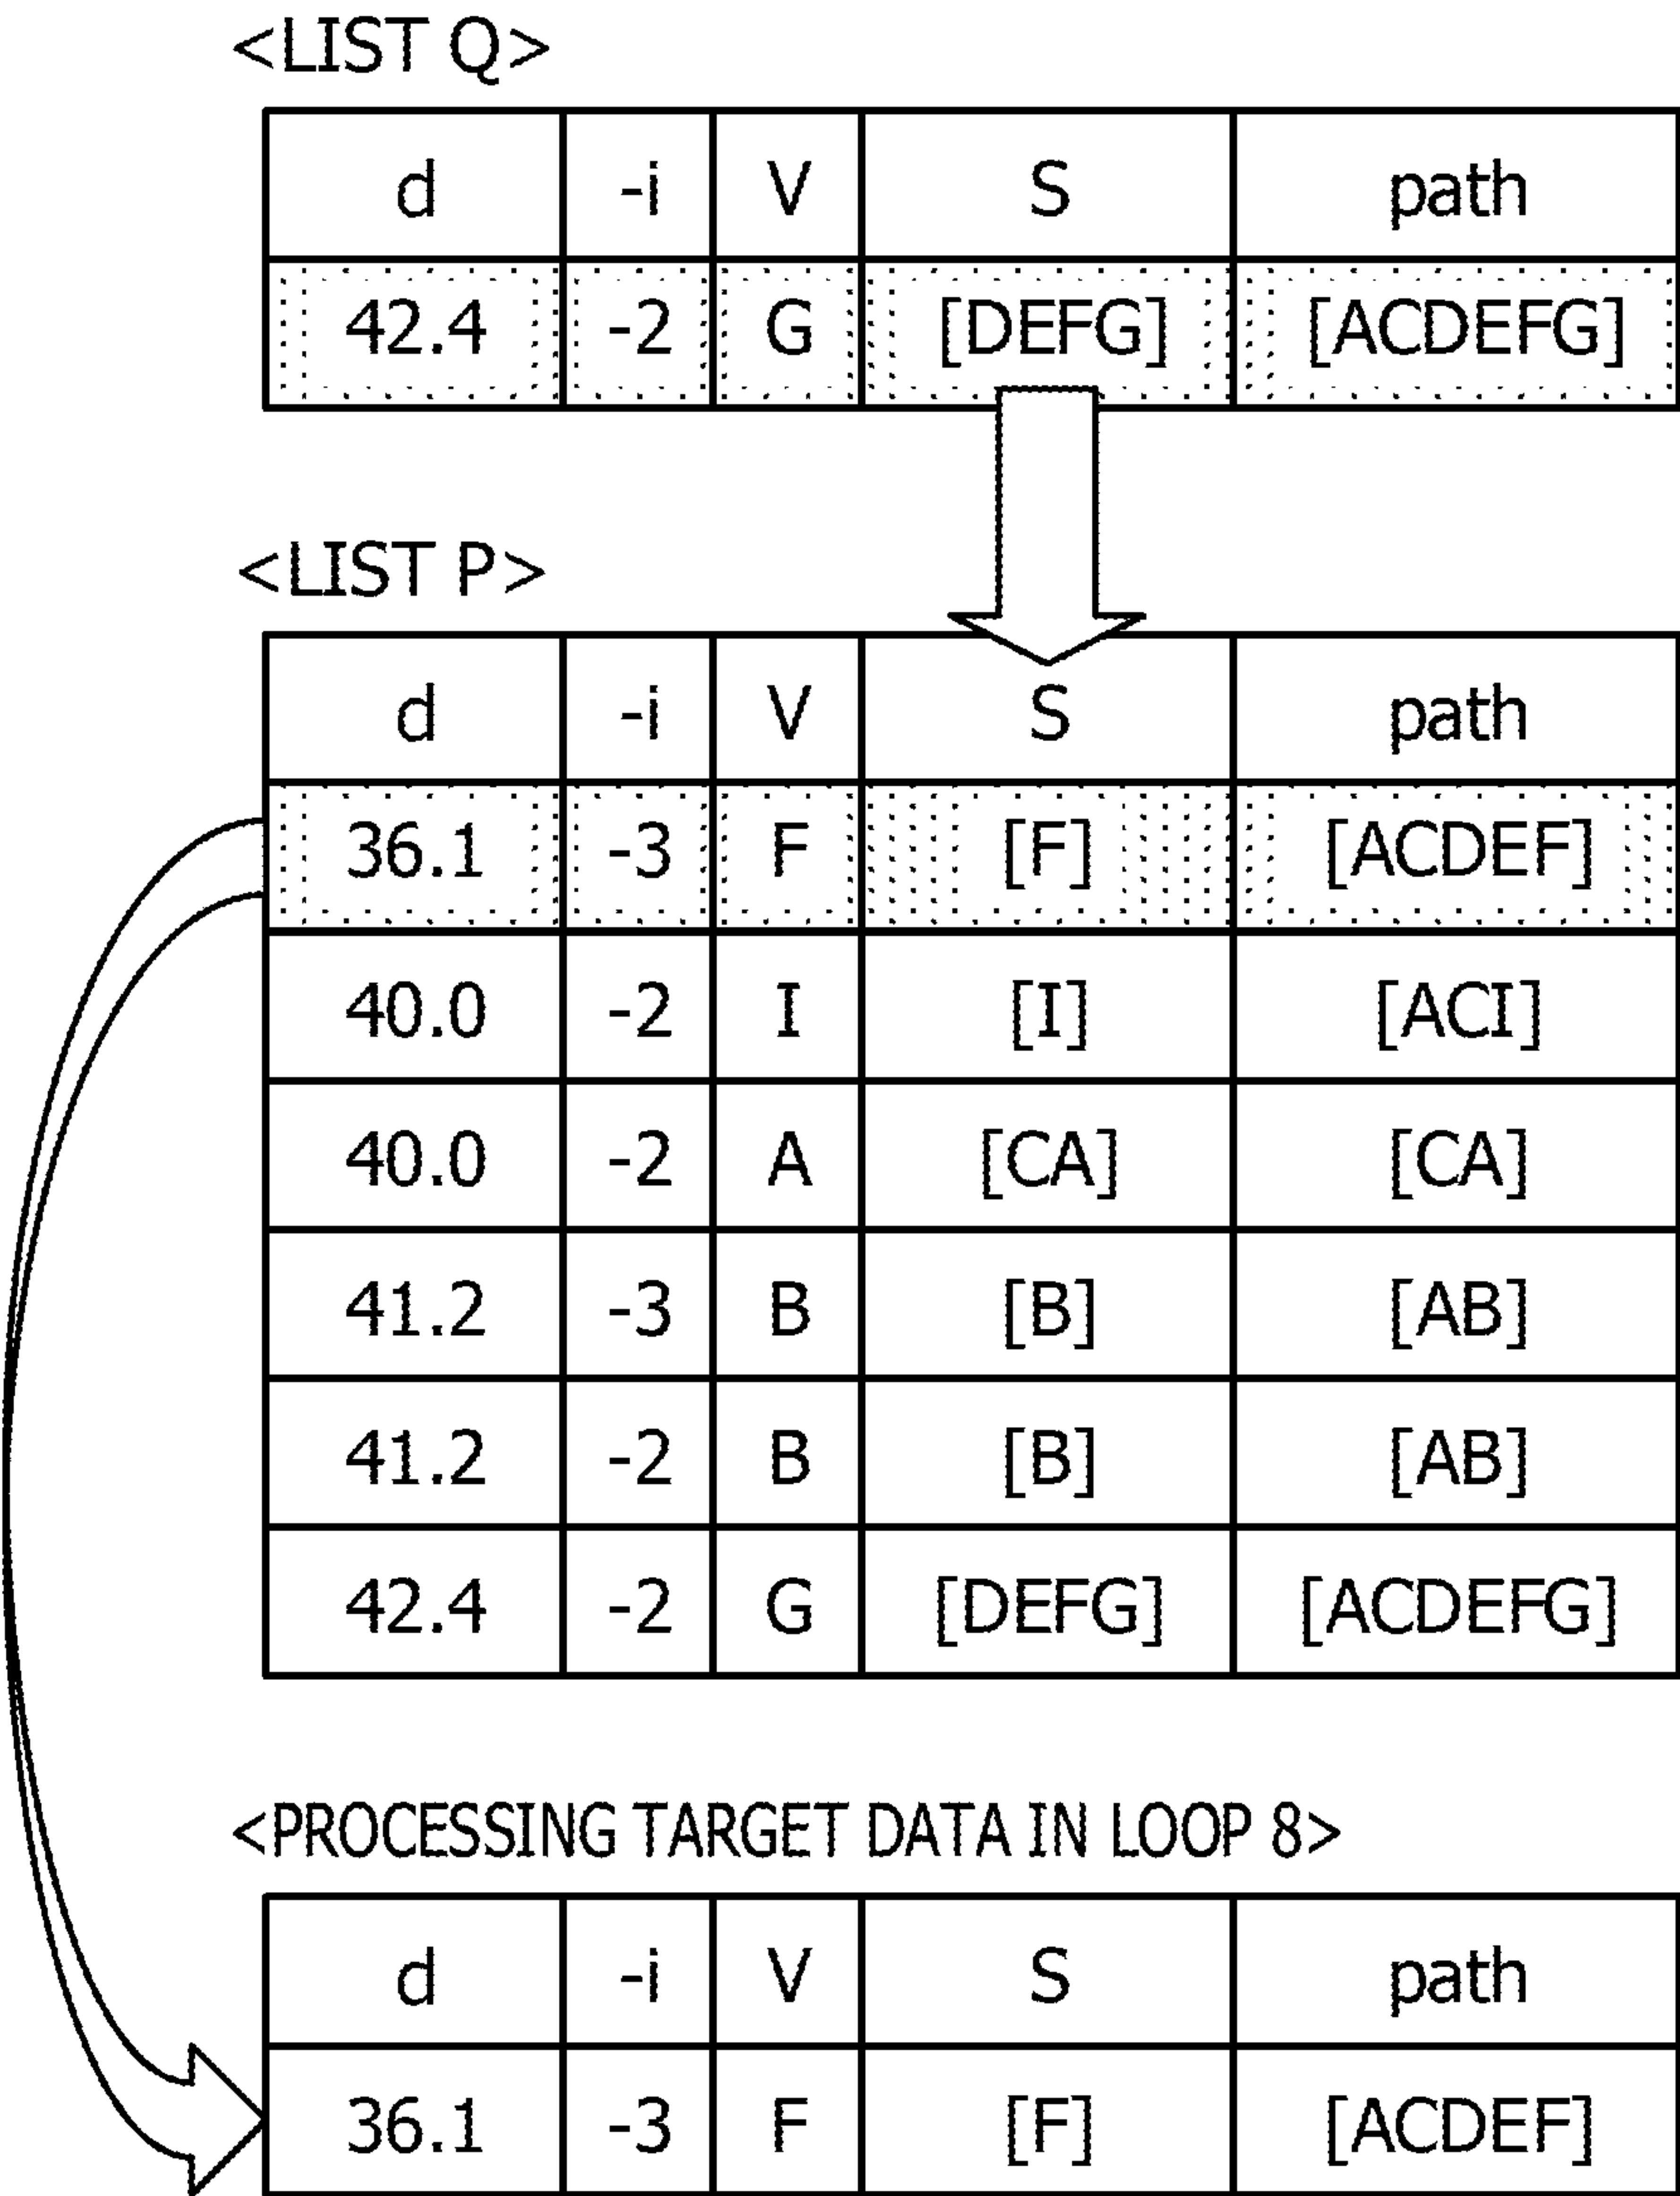 <LIST Q>
d -i V S path
42.4 -2 G [DEFG] [ACDEFG]
<LIST P>
d -i V S path
36.1 -3 F [F] [ACDEF]
40.0 -2 I [I] [ACI]
40.0 -2 A [CA] [CA]
41.2 -3 B [B] [AB]
41.2 -2 B [B] [AB]
42.4 -2 G [DEFG] [ACDEFG]
<PROCESSING TARGET DATA IN LOOP 8>
d -i V S path
36.1 -3 F [F] [ACDEF]